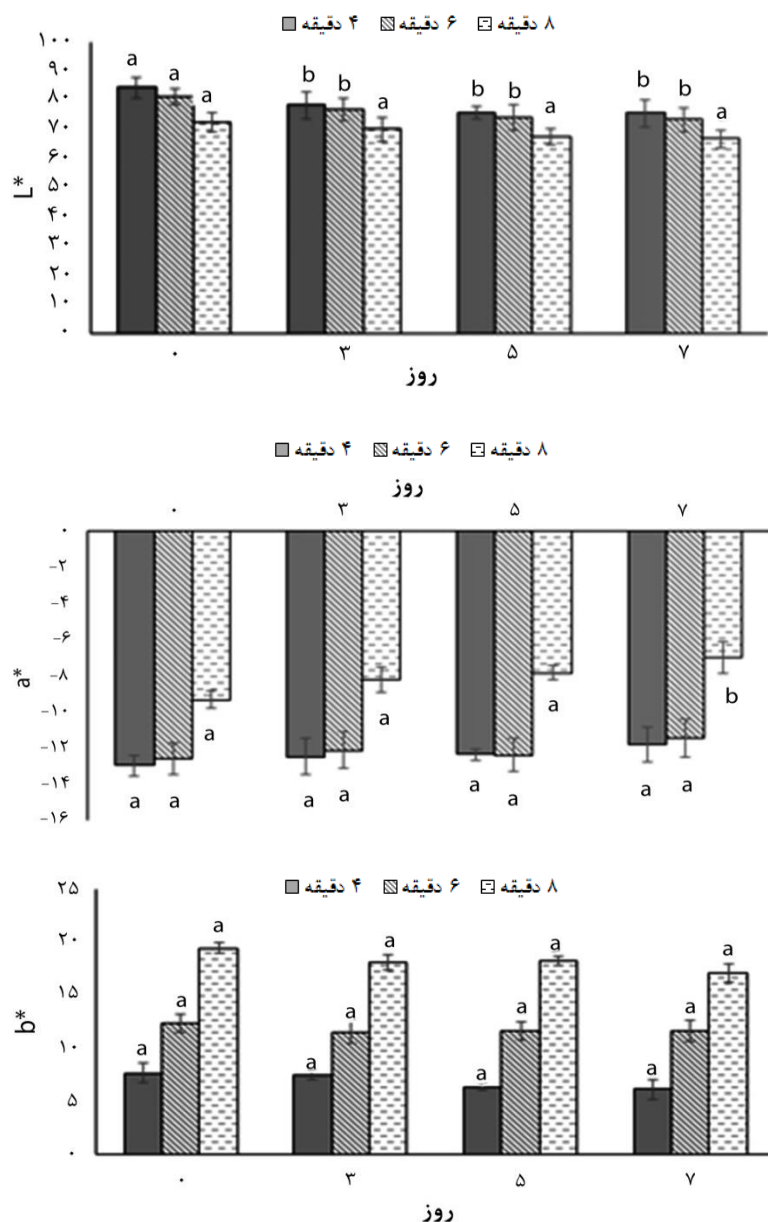 ۴ دقیقه ۶ دقیقه ۸ دقیقه
L*
۱۰۰
۹۰
۸۰
۷۰
۶۰
۵۰
۴۰
۳۰
۲۰
۱۰
۰
a a a b b a b b a b b a
۰ ۳ ۵ ۷
روز
۴ دقیقه ۶ دقیقه ۸ دقیقه
روز
۰ ۳ ۵ ۷
a*
۰
-۲
-۴
-۶
-۸
-۱۰
-۱۲
-۱۴
-۱۶
a a a a a a a a a a a b
۴ دقیقه ۶ دقیقه ۸ دقیقه
b*
۲۵
۲۰
۱۵
۱۰
۵
۰
a a a a a a a a a a a a
۰ ۳ ۵ ۷
روز